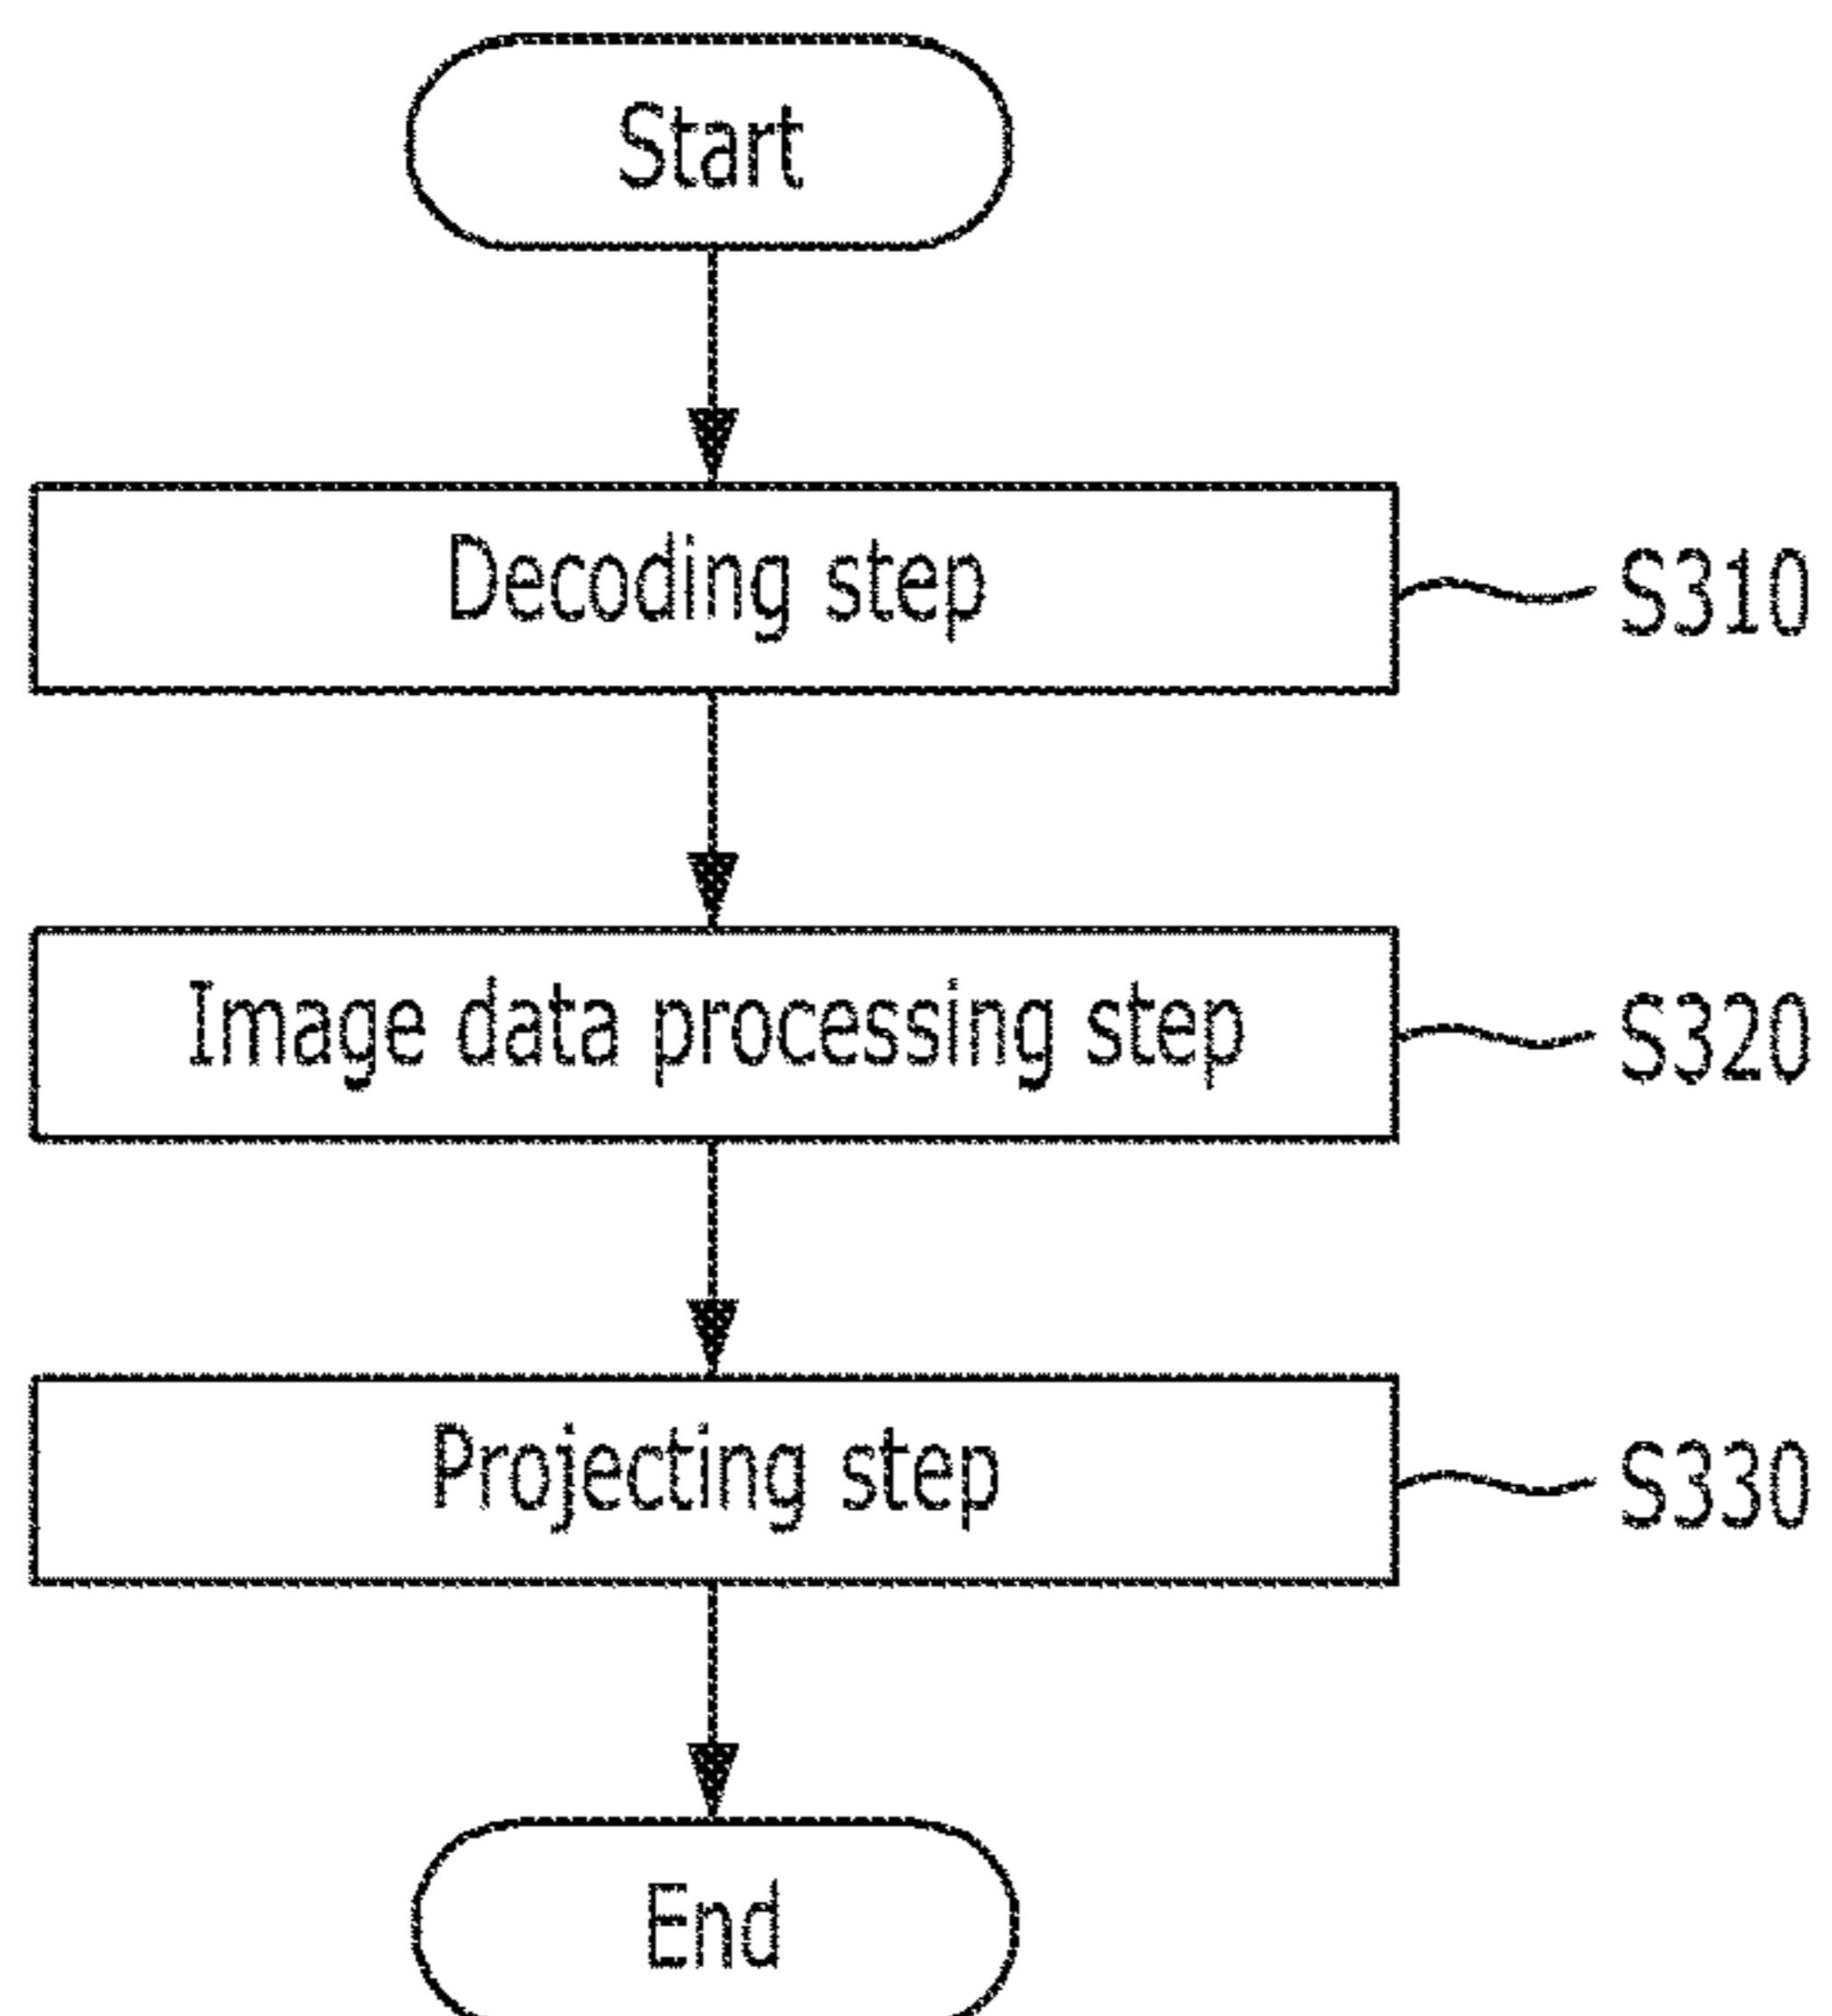 Start
Decoding step
S310
Image data processing step
S320
Projecting step
S330
End